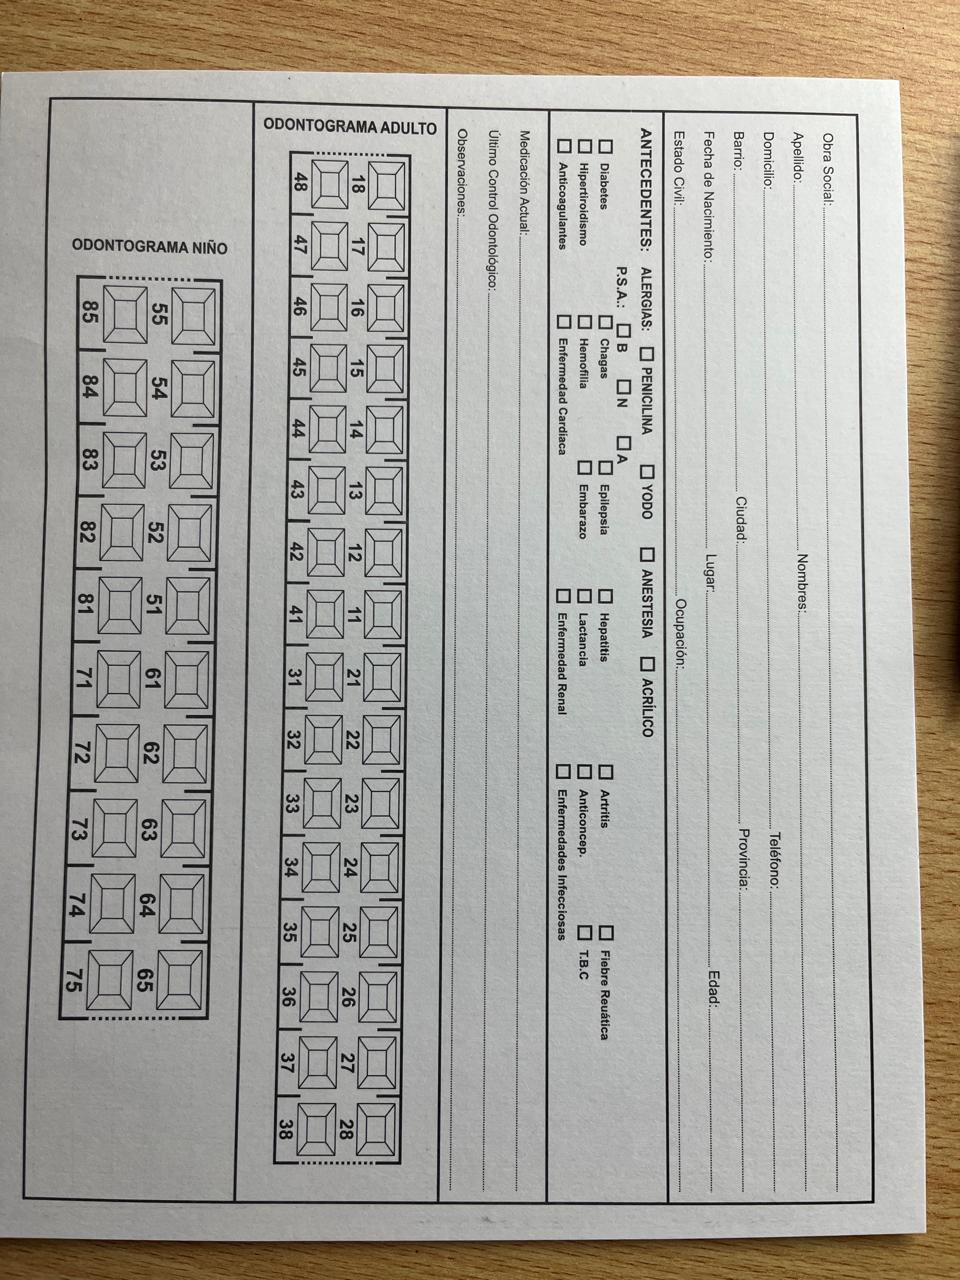 Obra Social:
Apellido: Nombres:
Domicilio: Teléfono:
Barrio: Ciudad: Provincia:
Fecha de Nacimiento: Lugar: Edad:
Estado Civil: Ocupación:
ANTECEDENTES: ALERGIAS: PENICILINA YODO ANESTESIA ACRÍLICO
P.S.A.: B N A
Diabetes Chagas Epilepsia Hepatitis Artritis Fiebre Reuática
Hipertiroidismo Hemofilia Embarazo Lactancia Anticoncep. T.B.C
Anticoagulantes Enfermedad Cardiaca Enfermedad Renal Enfermedades Infecciosas
Medicación Actual:
Último Control Odontológico:
Observaciones:
ODONTOGRAMA ADULTO
18 17 16 15 14 13 12 11 21 22 23 24 25 26 27 28
48 47 46 45 44 43 42 41 31 32 33 34 35 36 37 38
ODONTOGRAMA NIÑO
55 54 53 52 51 61 62 63 64 65
85 84 83 82 81 71 72 73 74 75